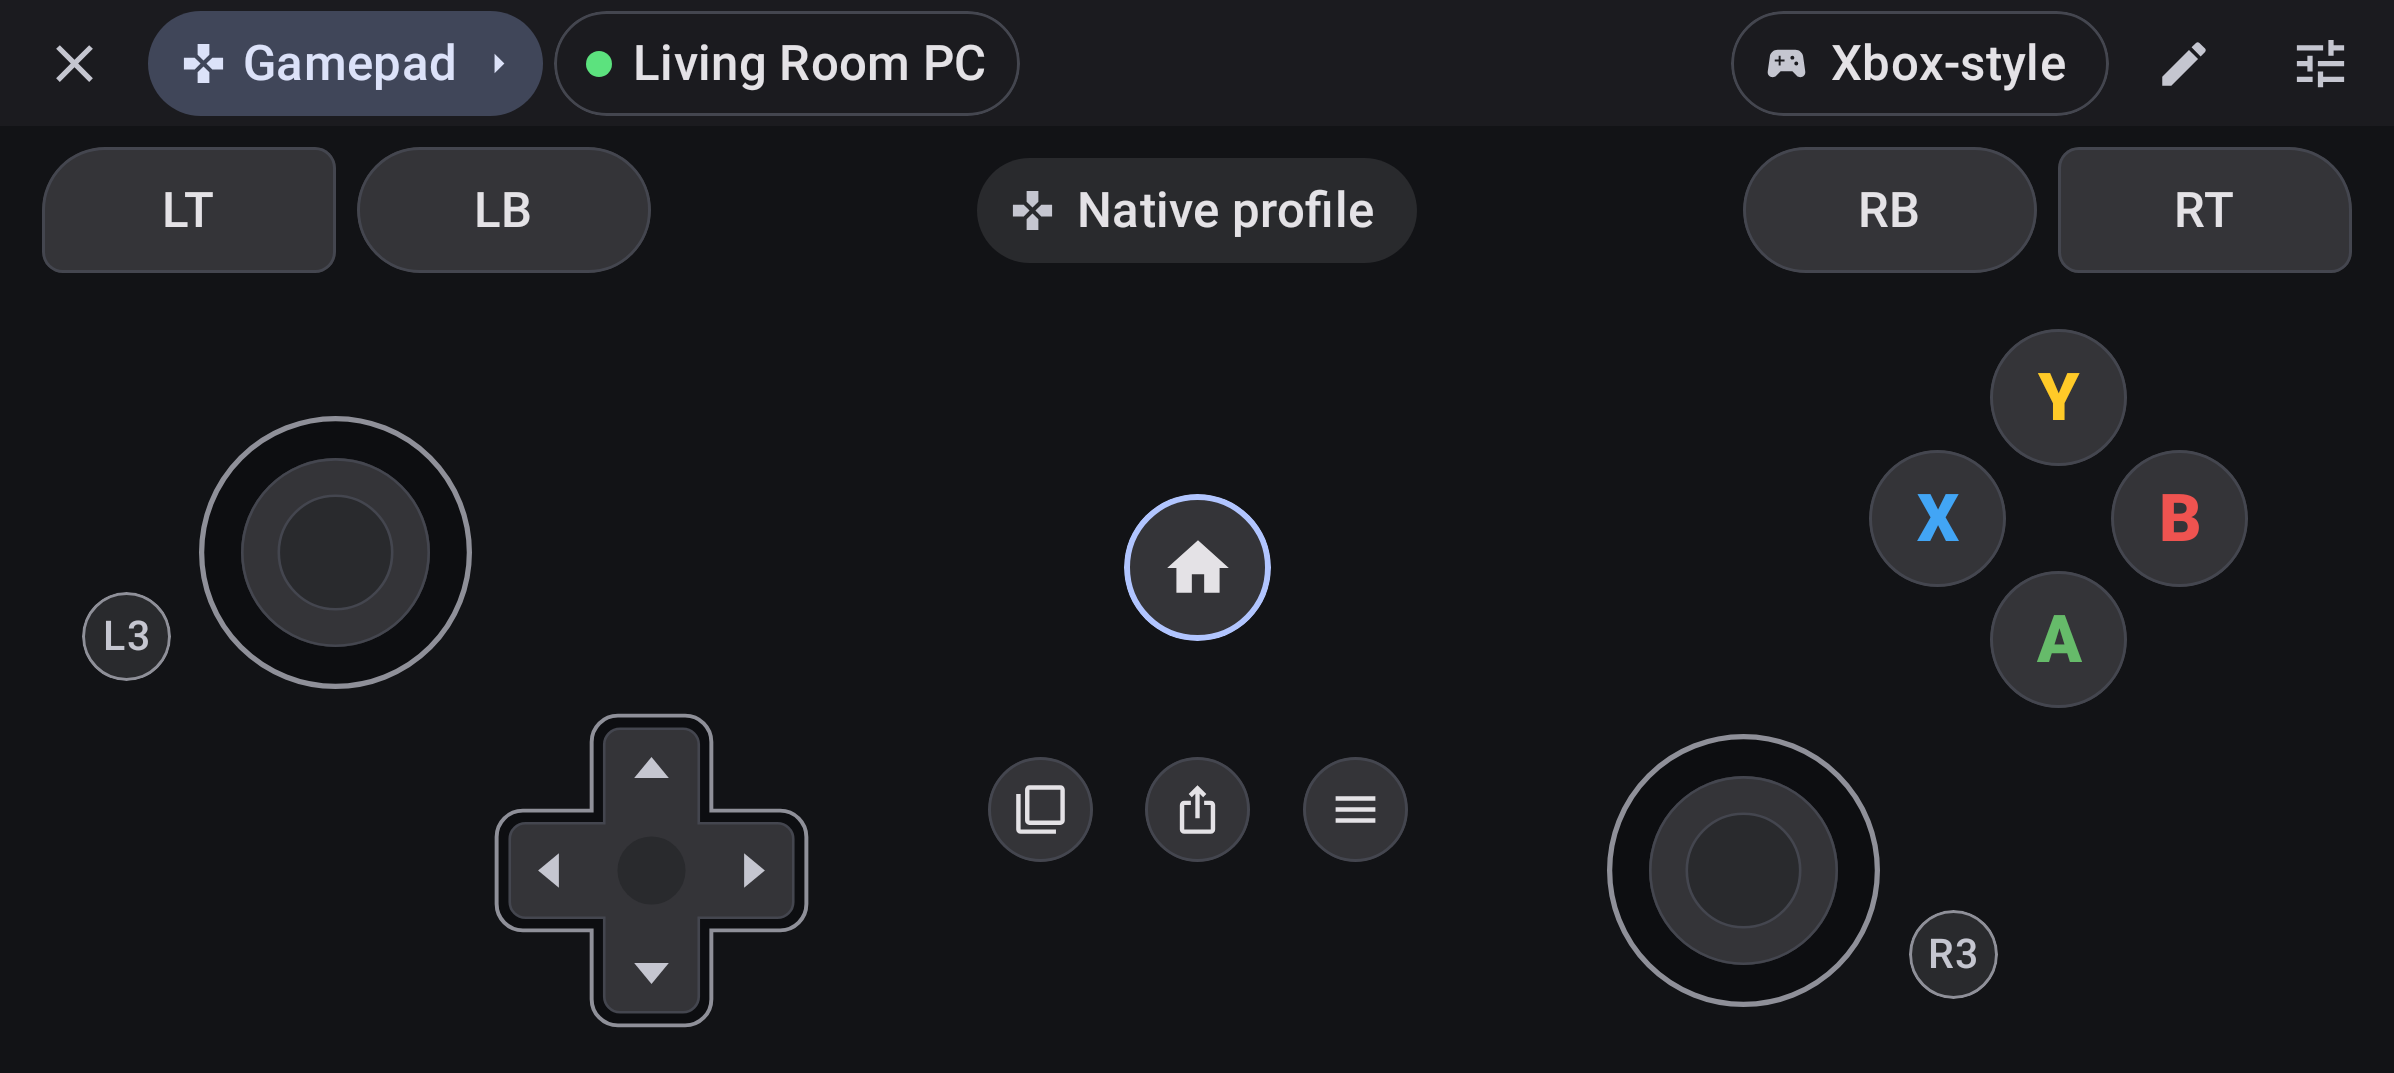 Gamepad
Living Room PC
Xbox-style
LT
LB
Native profile
RB
RT
Y
X
B
A
L3
R3